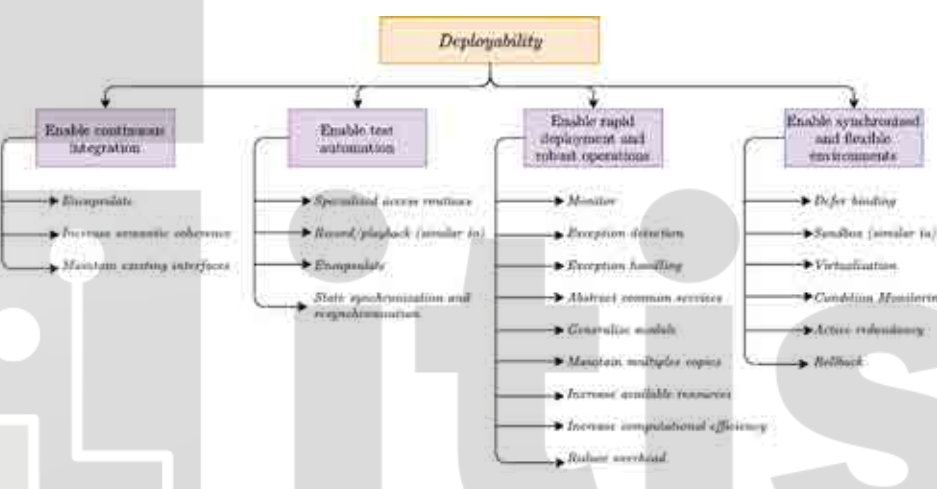 Deployability
Enable continuous
integration
Enable test
automation
Enable rapid
deployment and
robust operations
Enable synchronized
and flexible
environments
Encapsulate
Increase semantic coherence
Maintain existing interfaces
Specialized access routines
Record/playback (similar to)
Encapsulate
State synchronization and
resynchronization
Monitor
Exception detection
Exception handling
Abstract common services
Generalize module
Maintain multiples copies
Increase available resources
Increase computational efficiency
Reduce overhead
Defer binding
Sandbox (similar to)
Virtualization
Condition Monitorin
Active redundancy
Rollback
itis